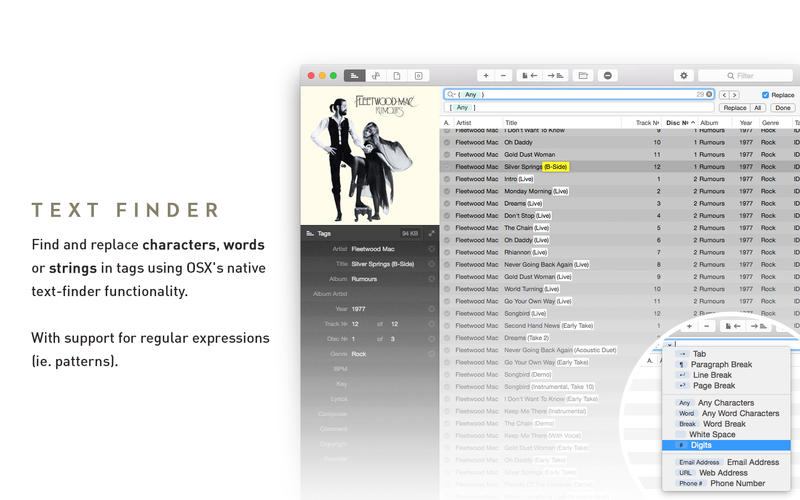 Filter
( Any )
29
Replace
[ Any ]
Replace All Done
A. Artist Title Track № Disc № Album Year Genre
Fleetwood Mac I Don't Want To Know 9 1 Rumours 1977 Rock
Fleetwood Mac Oh Daddy 10 1 Rumours 1977 Rock
Fleetwood Mac Gold Dust Woman 11 1 Rumours 1977 Rock
Fleetwood Mac Silver Springs (B-Side) 12 1 Rumours 1977 Rock
Fleetwood Mac Intro (Live) 1 2 Rumours 1977 Rock
Fleetwood Mac Monday Morning (Live) 2 2 Rumours 1977 Rock
Fleetwood Mac Dreams (Live) 3 2 Rumours 1977 Rock
Fleetwood Mac Don't Stop (Live) 4 2 Rumours 1977 Rock
Fleetwood Mac The Chain (Live) 5 2 Rumours 1977 Rock
Fleetwood Mac Oh Daddy (Live) 6 2 Rumours 1977 Rock
Fleetwood Mac Rhiannon (Live) 7 2 Rumours 1977 Rock
Fleetwood Mac Never Going Back Again (Live) 8 2 Rumours 1977 Rock
Fleetwood Mac Gold Dust Woman (Live) 9 2 Rumours 1977 Rock
Fleetwood Mac World Turning (Live) 10 2 Rumours 1977 Rock
Fleetwood Mac Go Your Own Way (Live) 11 2 Rumours 1977 Rock
Fleetwood Mac Songbird (Live) 12 2 Rumours 1977 Rock
Fleetwood Mac Second Hand News (Early Take)
Fleetwood Mac Dreams (Take 2)
Fleetwood Mac Never Going Back Again (Acoustic Duet)
Fleetwood Mac Go Your Own Way (Early Take)
Fleetwood Mac Songbird (Demo)
Fleetwood Mac Songbird (Instrumental, Take 10)
Fleetwood Mac I Don't Want To Know (Early Take)
Fleetwood Mac Keep Me There (Instrumental)
Fleetwood Mac The Chain (Demo)
Fleetwood Mac Keep Me There (With Vocal)
Fleetwood Mac Gold Dust Woman (Early Take)
Fleetwood Mac Oh Daddy (Early Take)
Fleetwood Mac Silver Springs (Early Take)
FLEETWOOD MAC
RUMOURS
Tags 94 KB
Artist Fleetwood Mac
Title Silver Springs (B-Side)
Album Rumours
Album Artist
Year 1977
Track № 12 of 12
Disc № 1 of 3
Genre Rock
BPM
Key
Lyrics
Composer
Comment
Copyright
TEXT FINDER
Find and replace characters, words
or strings in tags using OSX's native
text-finder functionality.
With support for regular expressions
(ie. patterns).
Tab
¶ Paragraph Break
Line Break
Page Break
Any Any Characters
Word Any Word Characters
Break Word Break
White Space
# Digits
Email Address Email Address
URL Web Address
Phone # Phone Number